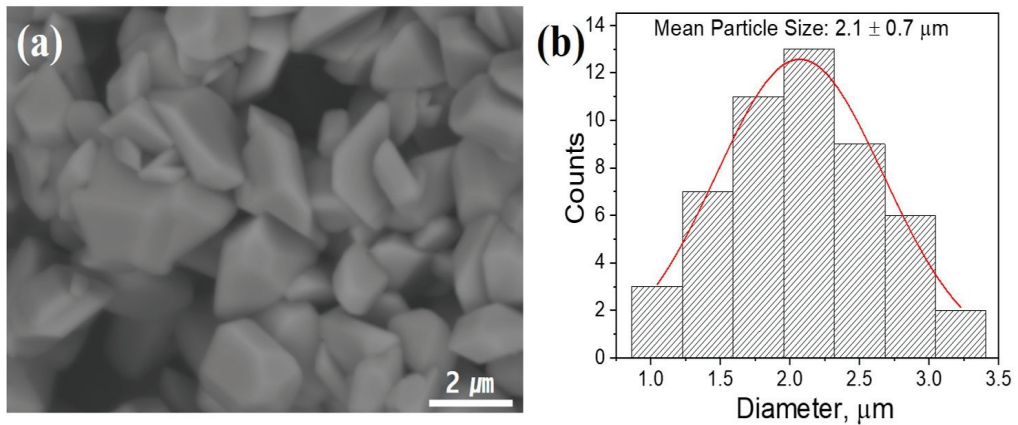 (a)
2 μm
(b)
Mean Particle Size: 2.1 ± 0.7 μm
14
12
10
8
6
4
2
0
Counts
1.0 1.5 2.0 2.5 3.0 3.5
Diameter, μm